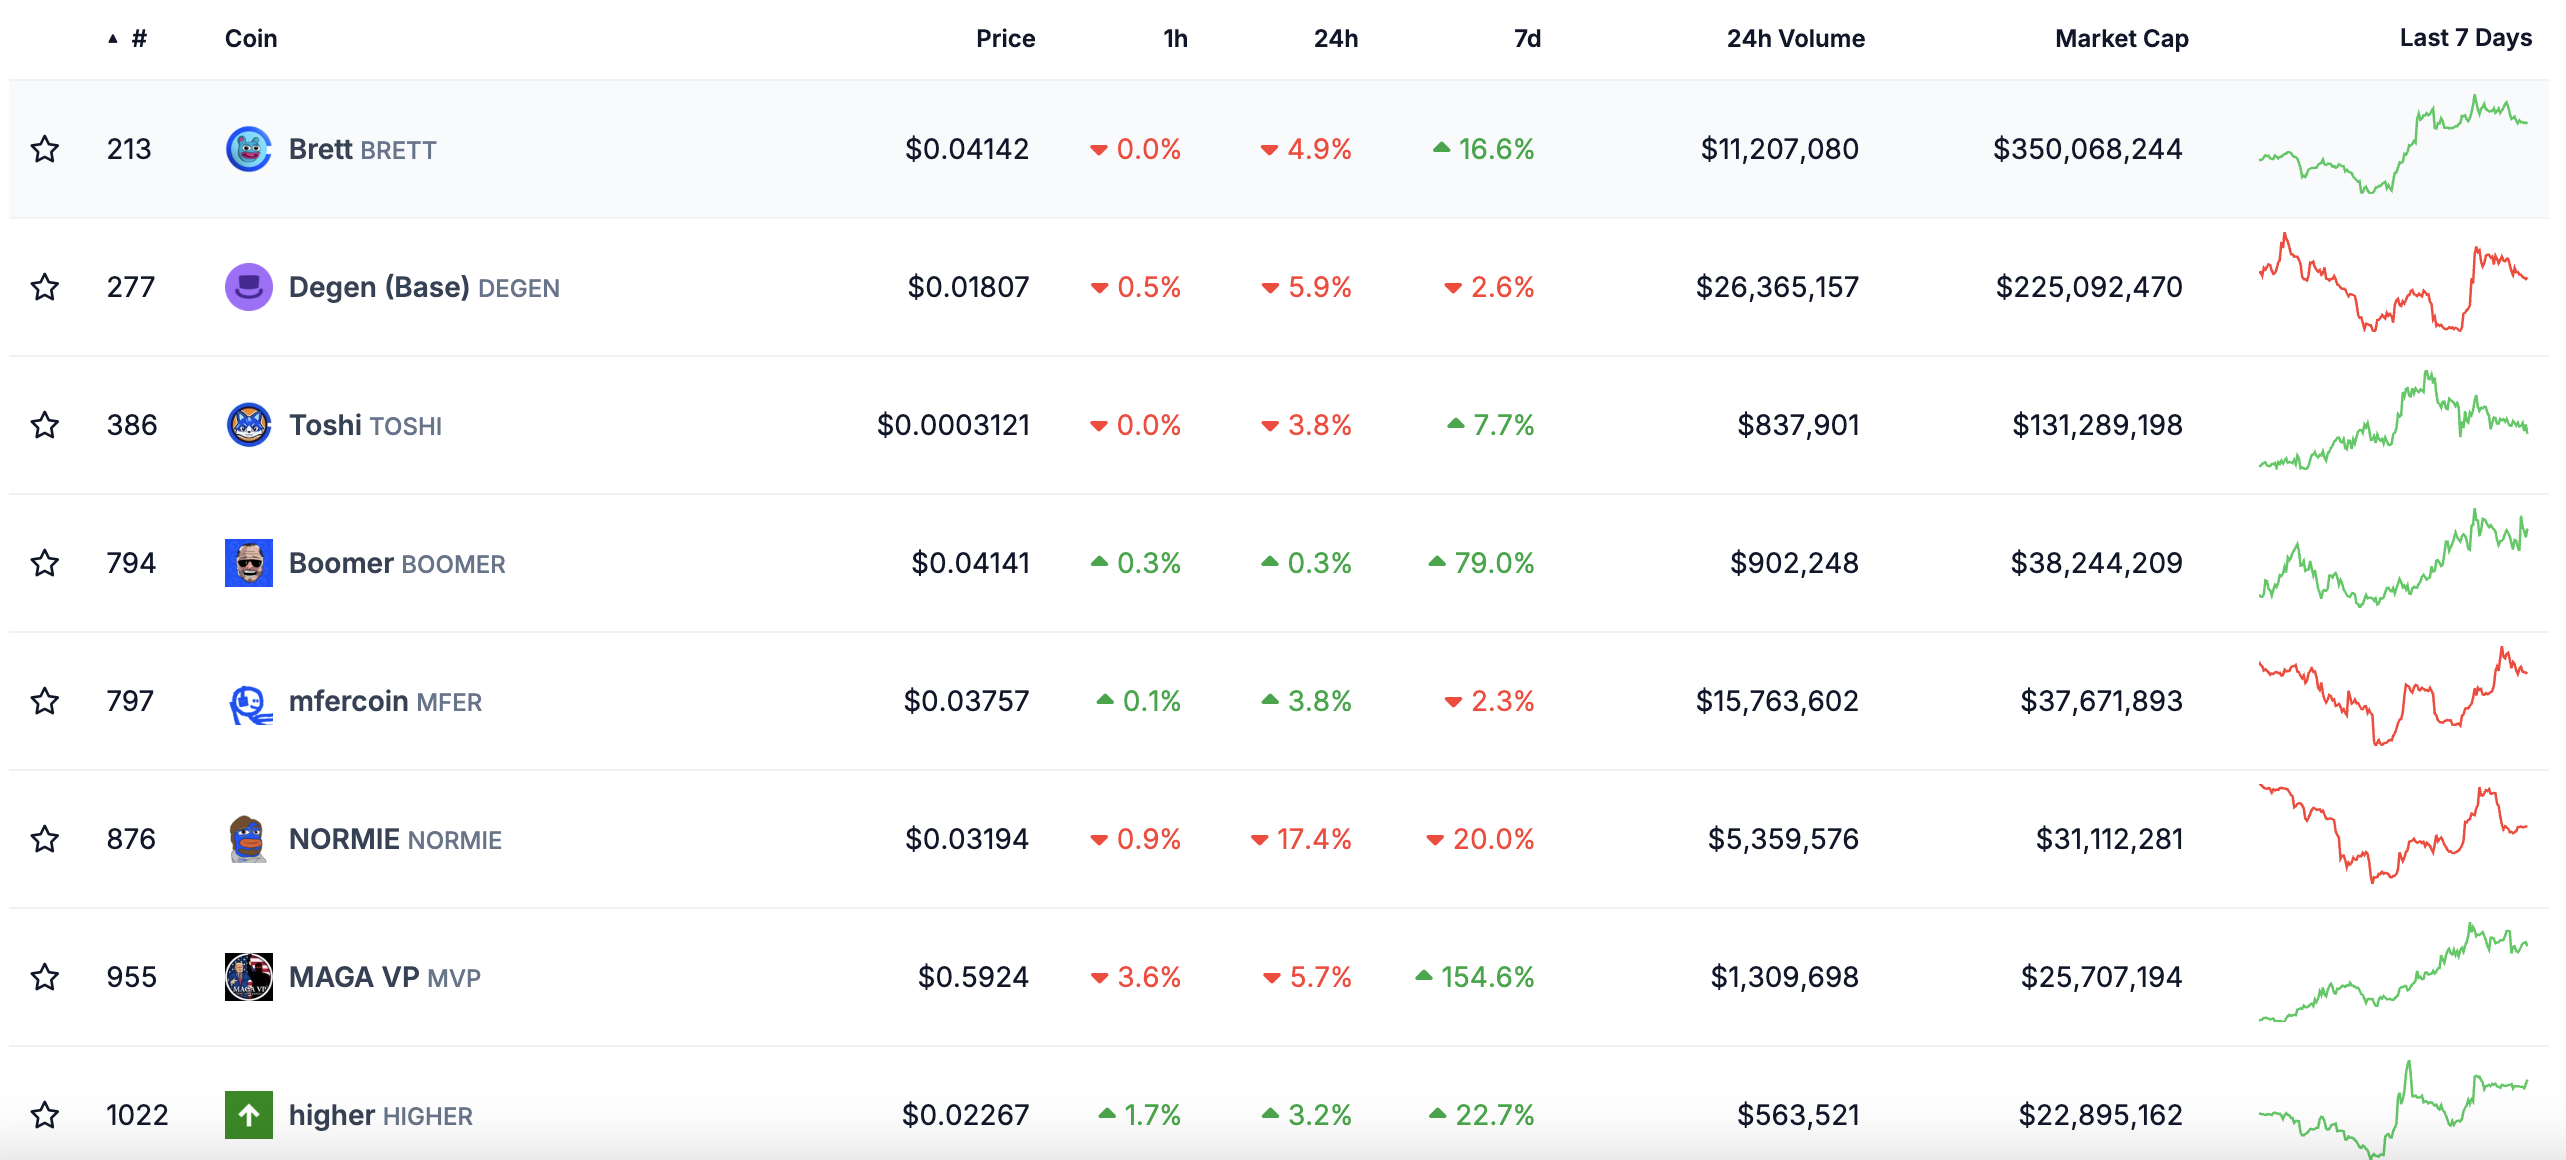 ▲ # Coin Price 1h 24h 7d 24h Volume Market Cap Last 7 Days
213 Brett BRETT $0.04142 ▼ 0.0% ▼ 4.9% ▲ 16.6% $11,207,080 $350,068,244
277 Degen (Base) DEGEN $0.01807 ▼ 0.5% ▼ 5.9% ▼ 2.6% $26,365,157 $225,092,470
386 Toshi TOSHI $0.0003121 ▼ 0.0% ▼ 3.8% ▲ 7.7% $837,901 $131,289,198
794 Boomer BOOMER $0.04141 ▲ 0.3% ▲ 0.3% ▲ 79.0% $902,248 $38,244,209
797 mfercoin MFER $0.03757 ▲ 0.1% ▲ 3.8% ▼ 2.3% $15,763,602 $37,671,893
876 NORMIE NORMIE $0.03194 ▼ 0.9% ▼ 17.4% ▼ 20.0% $5,359,576 $31,112,281
955 MAGA VP MAGA VP MVP $0.5924 ▼ 3.6% ▼ 5.7% ▲ 154.6% $1,309,698 $25,707,194
1022 higher HIGHER $0.02267 ▲ 1.7% ▲ 3.2% ▲ 22.7% $563,521 $22,895,162